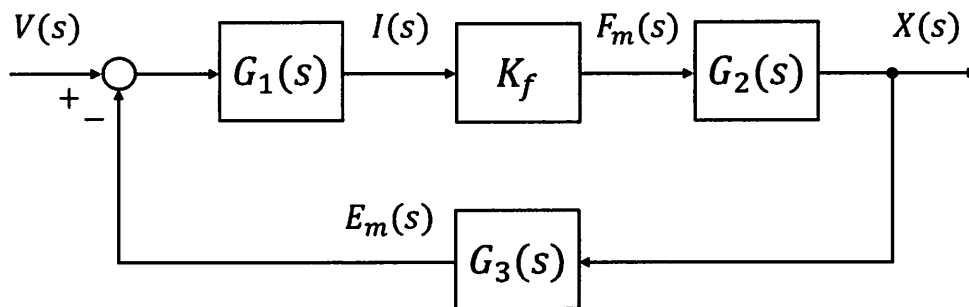 V(s) I(s) F_m(s) X(s)
G_1(s) K_f G_2(s)
+
−
E_m(s)
G_3(s)